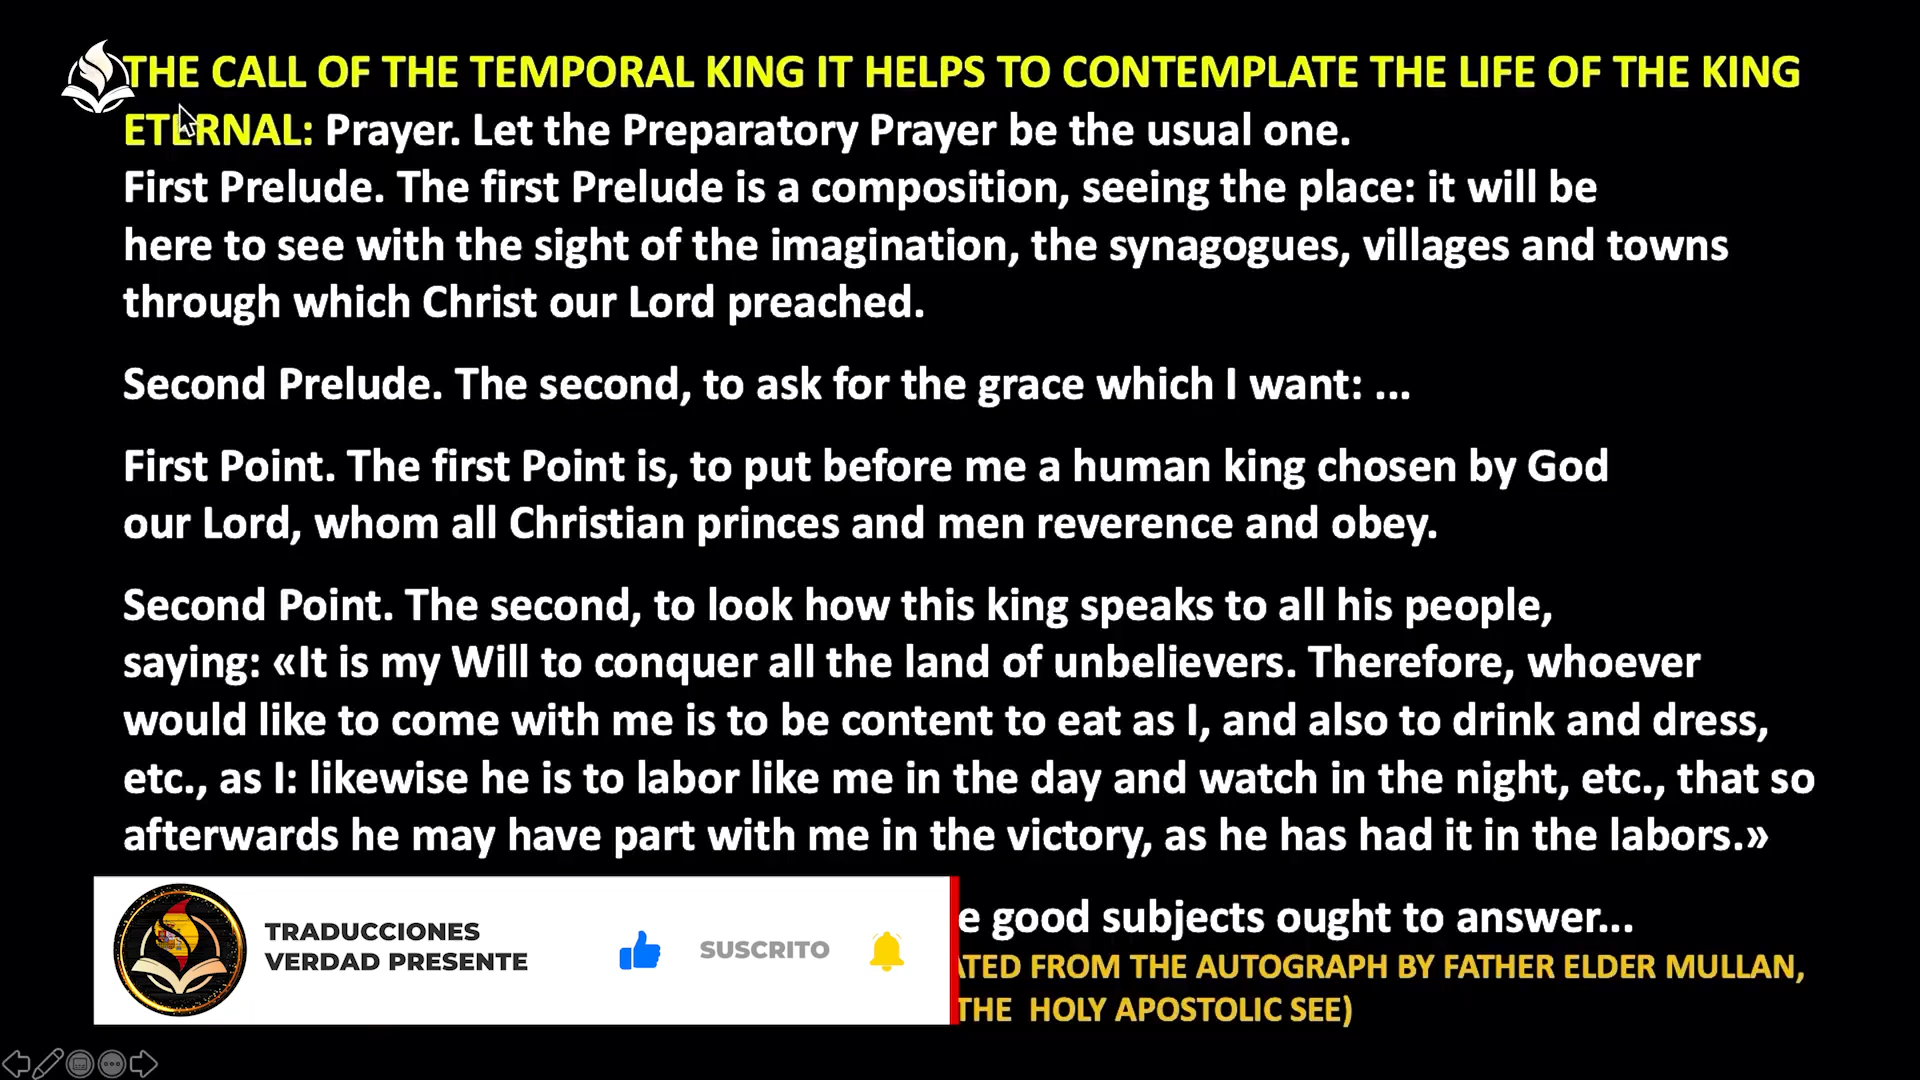 THE CALL OF THE TEMPORAL KING IT HELPS TO CONTEMPLATE THE LIFE OF THE KING
ETERNAL: Prayer. Let the Preparatory Prayer be the usual one.
First Prelude. The first Prelude is a composition, seeing the place: it will be
here to see with the sight of the imagination, the synagogues, villages and towns
through which Christ our Lord preached.
Second Prelude. The second, to ask for the grace which I want: ...
First Point. The first Point is, to put before me a human king chosen by God
our Lord, whom all Christian princes and men reverence and obey.
Second Point. The second, to look how this king speaks to all his people,
saying: «It is my Will to conquer all the land of unbelievers. Therefore, whoever
would like to come with me is to be content to eat as I, and also to drink and dress,
etc., as I: likewise he is to labor like me in the day and watch in the night, etc., that so
afterwards he may have part with me in the victory, as he has had it in the labors.»
good subjects ought to answer...
FROM THE AUTOGRAPH BY FATHER ELDER MULLAN,
THE HOLY APOSTOLIC SEE)
TRADUCCIONES
VERDAD PRESENTE
SUSCRITO